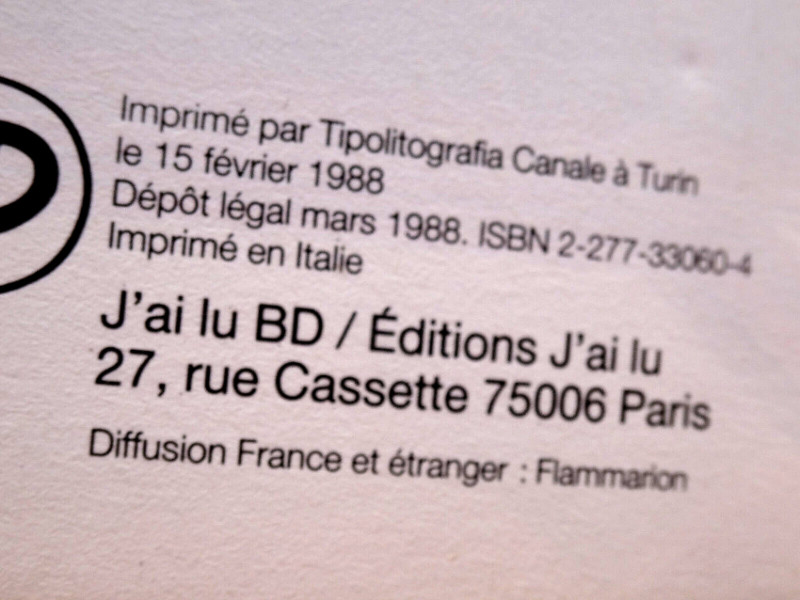 Imprimé par Tipolitografia Canale à Turin
le 15 février 1988
Dépôt légal mars 1988. ISBN 2-277-33060-4
Imprimé en Italie
J'ai lu BD / Éditions J'ai lu
27, rue Cassette 75006 Paris
Diffusion France et étranger : Flammarion